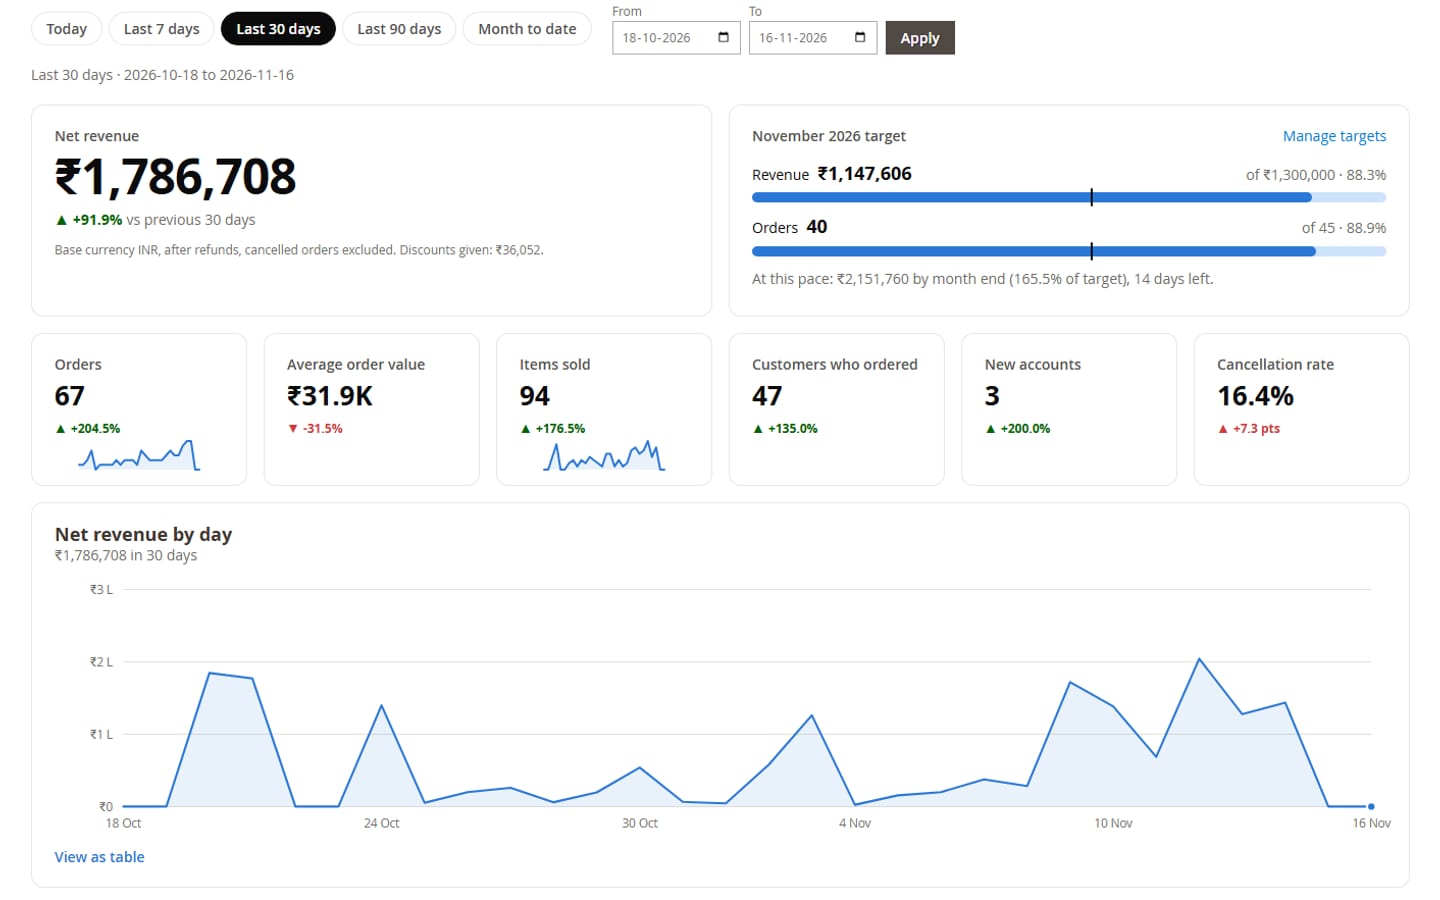 Today
Last 7 days
Last 30 days
Last 90 days
Month to date
From
18-10-2026
To
16-11-2026
Apply
Last 30 days · 2026-10-18 to 2026-11-16
Net revenue
₹1,786,708
▲ +91.9% vs previous 30 days
Base currency INR, after refunds, cancelled orders excluded. Discounts given: ₹36,052.
November 2026 target
Manage targets
Revenue ₹1,147,606
of ₹1,300,000 · 88.3%
Orders 40
of 45 · 88.9%
At this pace: ₹2,151,760 by month end (165.5% of target), 14 days left.
Orders
67
▲ +204.5%
Average order value
₹31.9K
▼ -31.5%
Items sold
94
▲ +176.5%
Customers who ordered
47
▲ +135.0%
New accounts
3
▲ +200.0%
Cancellation rate
16.4%
▲ +7.3 pts
Net revenue by day
₹1,786,708 in 30 days
₹3 L
₹2 L
₹1 L
₹0
18 Oct
24 Oct
30 Oct
4 Nov
10 Nov
16 Nov
View as table